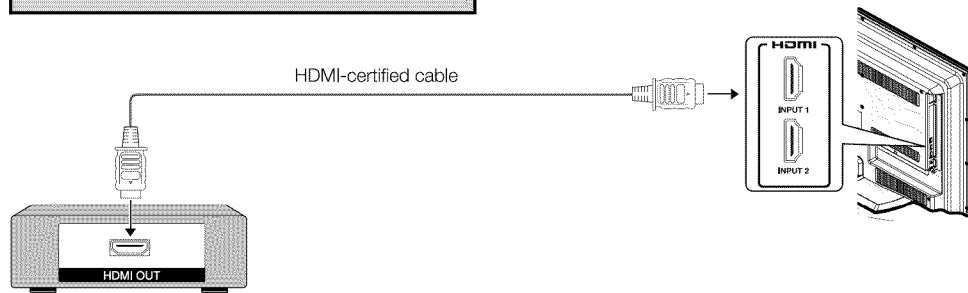 HDMI-certified cable
HDMI
INPUT 1
INPUT 2
HDMI OUT